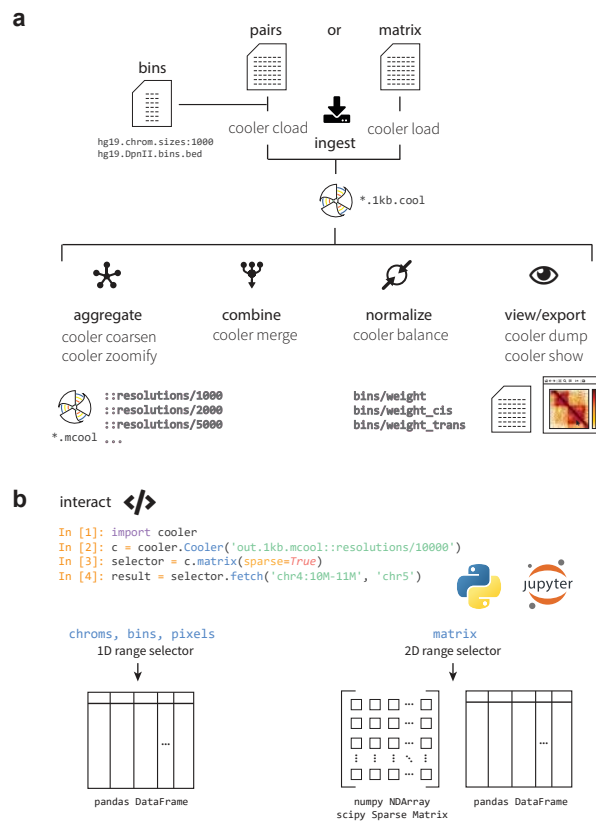 a
pairs or matrix
bins
cooler cload
cooler load
ingest
hg19.chrom.sizes:1000
hg19.DpnII.bins.bed
*.1kb.cool
aggregate
cooler coarsen
cooler zoomify
combine
cooler merge
normalize
cooler balance
view/export
cooler dump
cooler show
*.mcool
::resolutions/1000
::resolutions/2000
::resolutions/5000
...
bins/weight
bins/weight_cis
bins/weight_trans
b
interact </>
In [1]: import cooler
In [2]: c = cooler.Cooler('out.1kb.mcool::resolutions/10000')
In [3]: selector = c.matrix(sparse=True)
In [4]: result = selector.fetch('chr4:10M-11M', 'chr5')
jupyter
chroms, bins, pixels
1D range selector
...
pandas DataFrame
matrix
2D range selector
...
numpy NDArray
scipy Sparse Matrix
pandas DataFrame